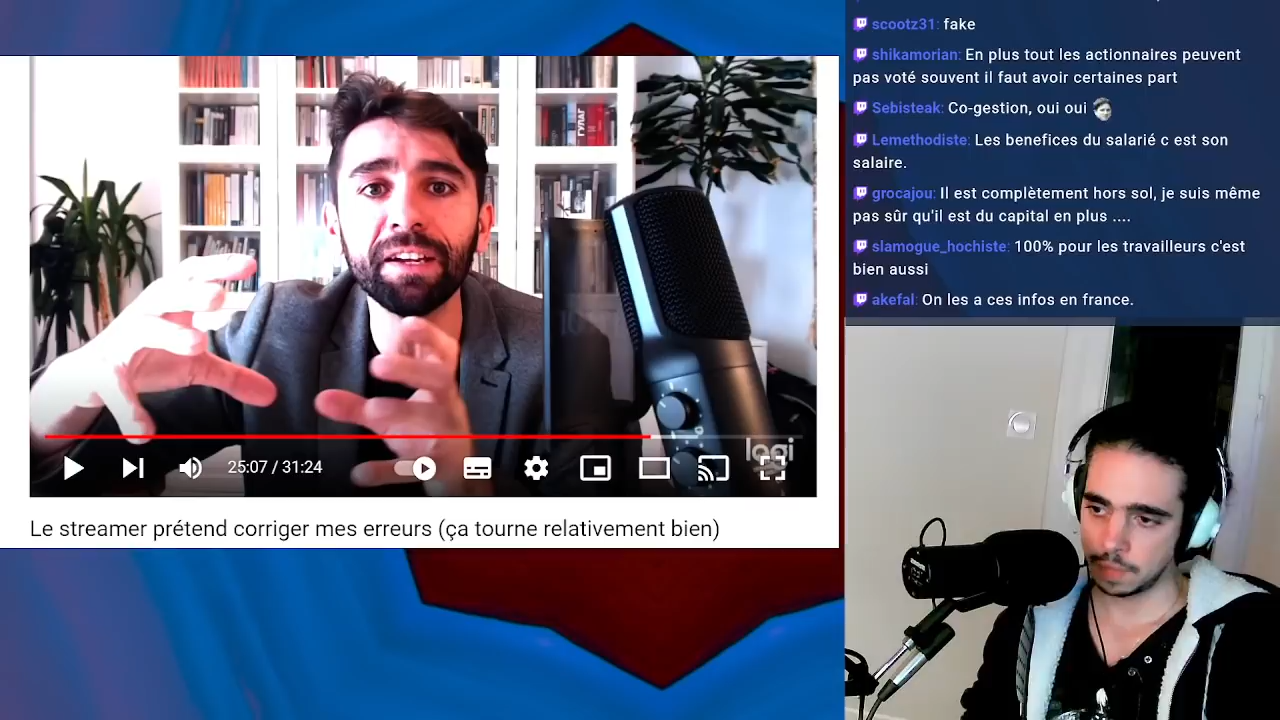 scootz31: fake
shikamorian: En plus tout les actionnaires peuvent
pas voté souvent il faut avoir certaines part
Sebisteak: Co-gestion, oui oui
Lemethodiste: Les benefices du salarié c est son
salaire.
grocajou: Il est complètement hors sol, je suis même
pas sûr qu'il est du capital en plus ....
slamogue_hochiste: 100% pour les travailleurs c'est
bien aussi
akefal: On les a ces infos en france.
ГУЛАГ
logi
25:07 / 31:24
Le streamer prétend corriger mes erreurs (ça tourne relativement bien)